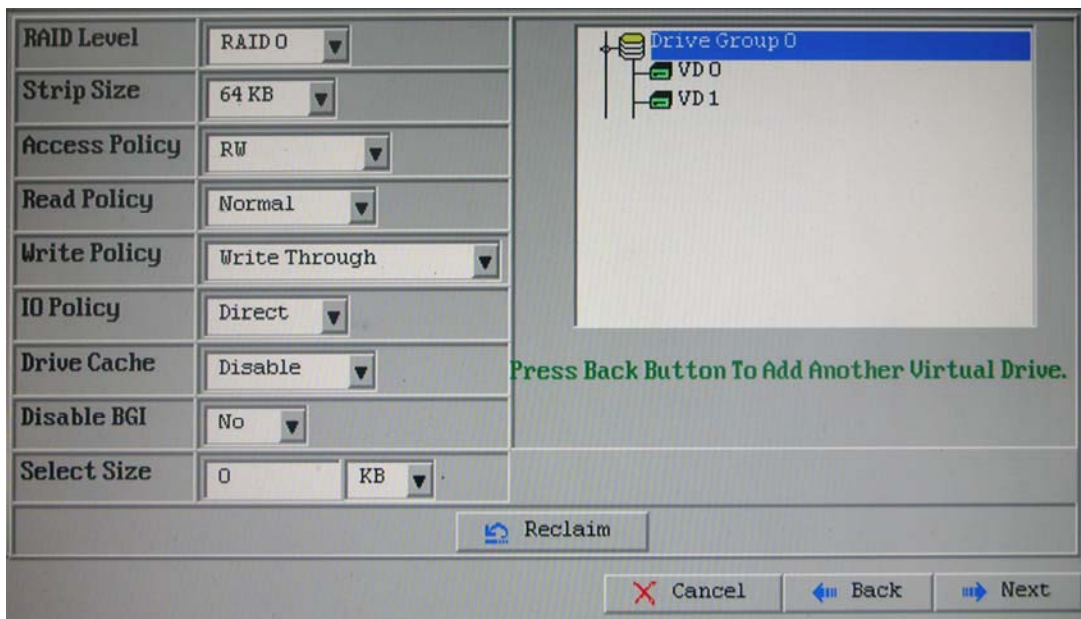 RAID Level
RAID 0
Strip Size
64 KB
Access Policy
RW
Read Policy
Normal
Write Policy
Write Through
IO Policy
Direct
Drive Cache
Disable
Disable BGI
No
Select Size
0
KB
Drive Group 0
VD 0
VD 1
Press Back Button To Add Another Virtual Drive.
Reclaim
Cancel
Back
Next